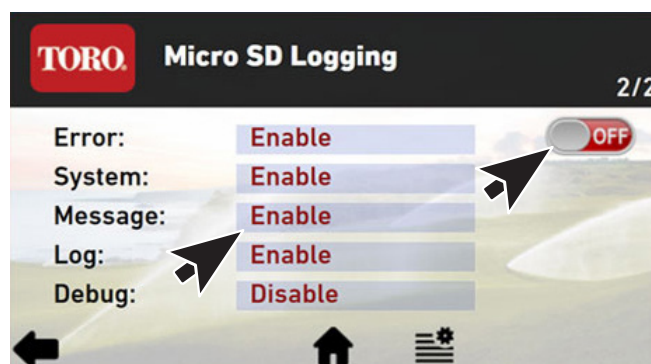 TORO.
Micro SD Logging
2/2
OFF
Error: Enable
System: Enable
Message: Enable
Log: Enable
Debug: Disable